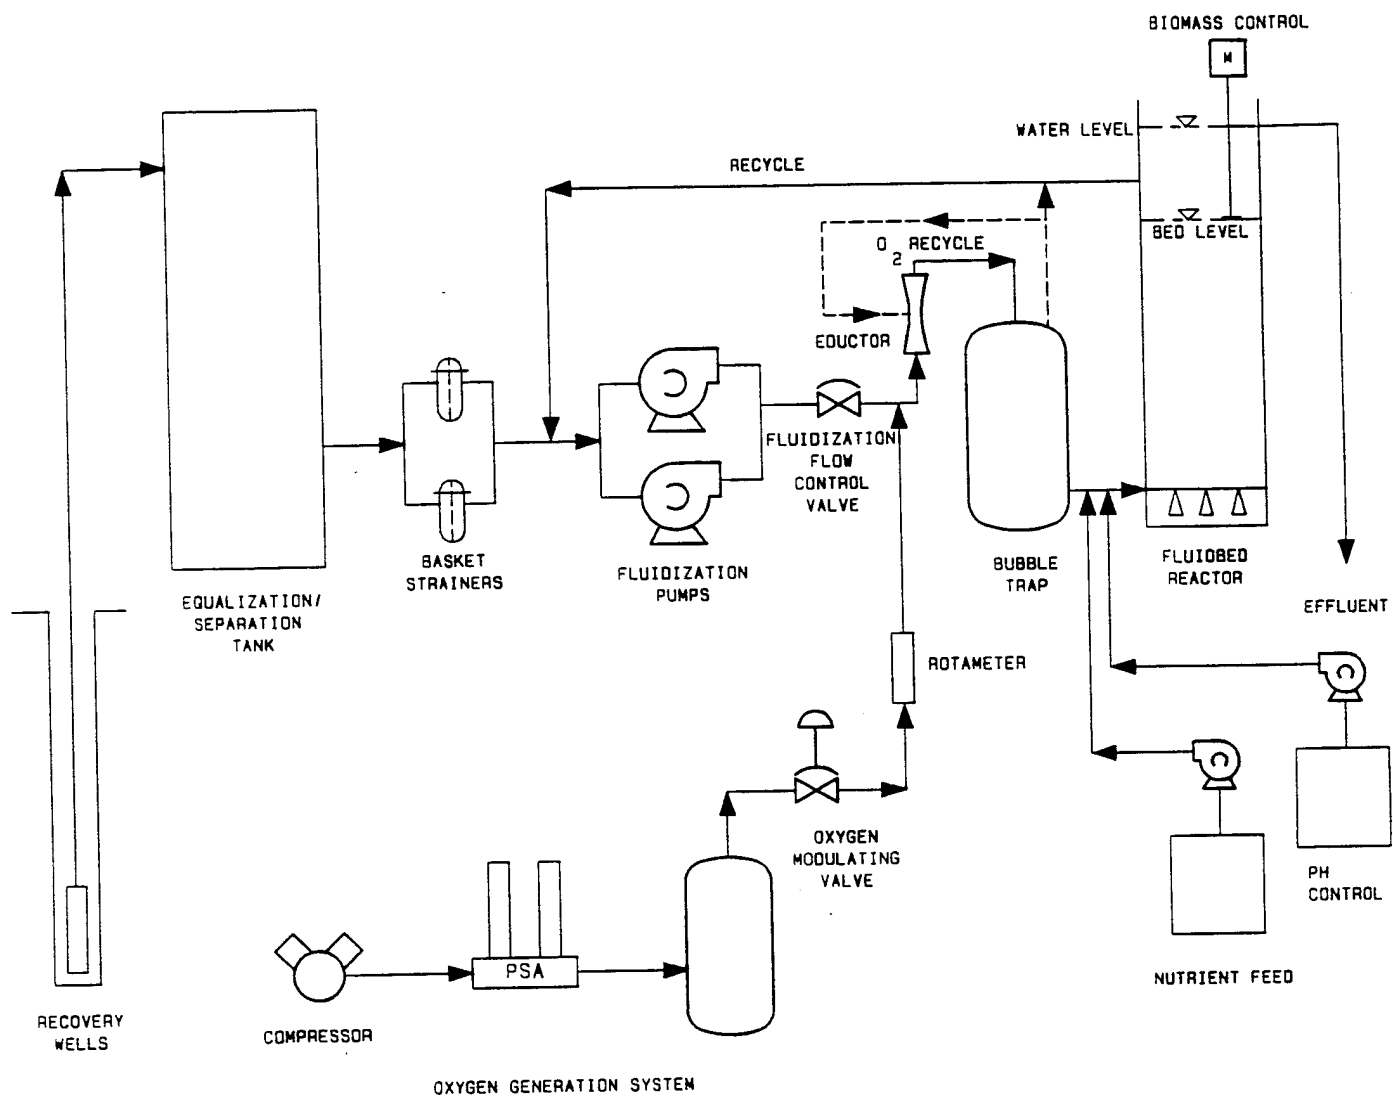 BIOMASS CONTROL
M
WATER LEVEL
RECYCLE
BED LEVEL
O2 RECYCLE
EDUCTOR
FLUIDIZATION
FLOW
CONTROL
VALVE
BASKET
STRAINERS
FLUIDIZATION
PUMPS
BUBBLE
TRAP
FLUIDBED
REACTOR
EFFLUENT
EQUALIZATION/
SEPARATION
TANK
ROTAMETER
OXYGEN
MODULATING
VALVE
PH
CONTROL
PSA
NUTRIENT FEED
RECOVERY
WELLS
COMPRESSOR
OXYGEN GENERATION SYSTEM